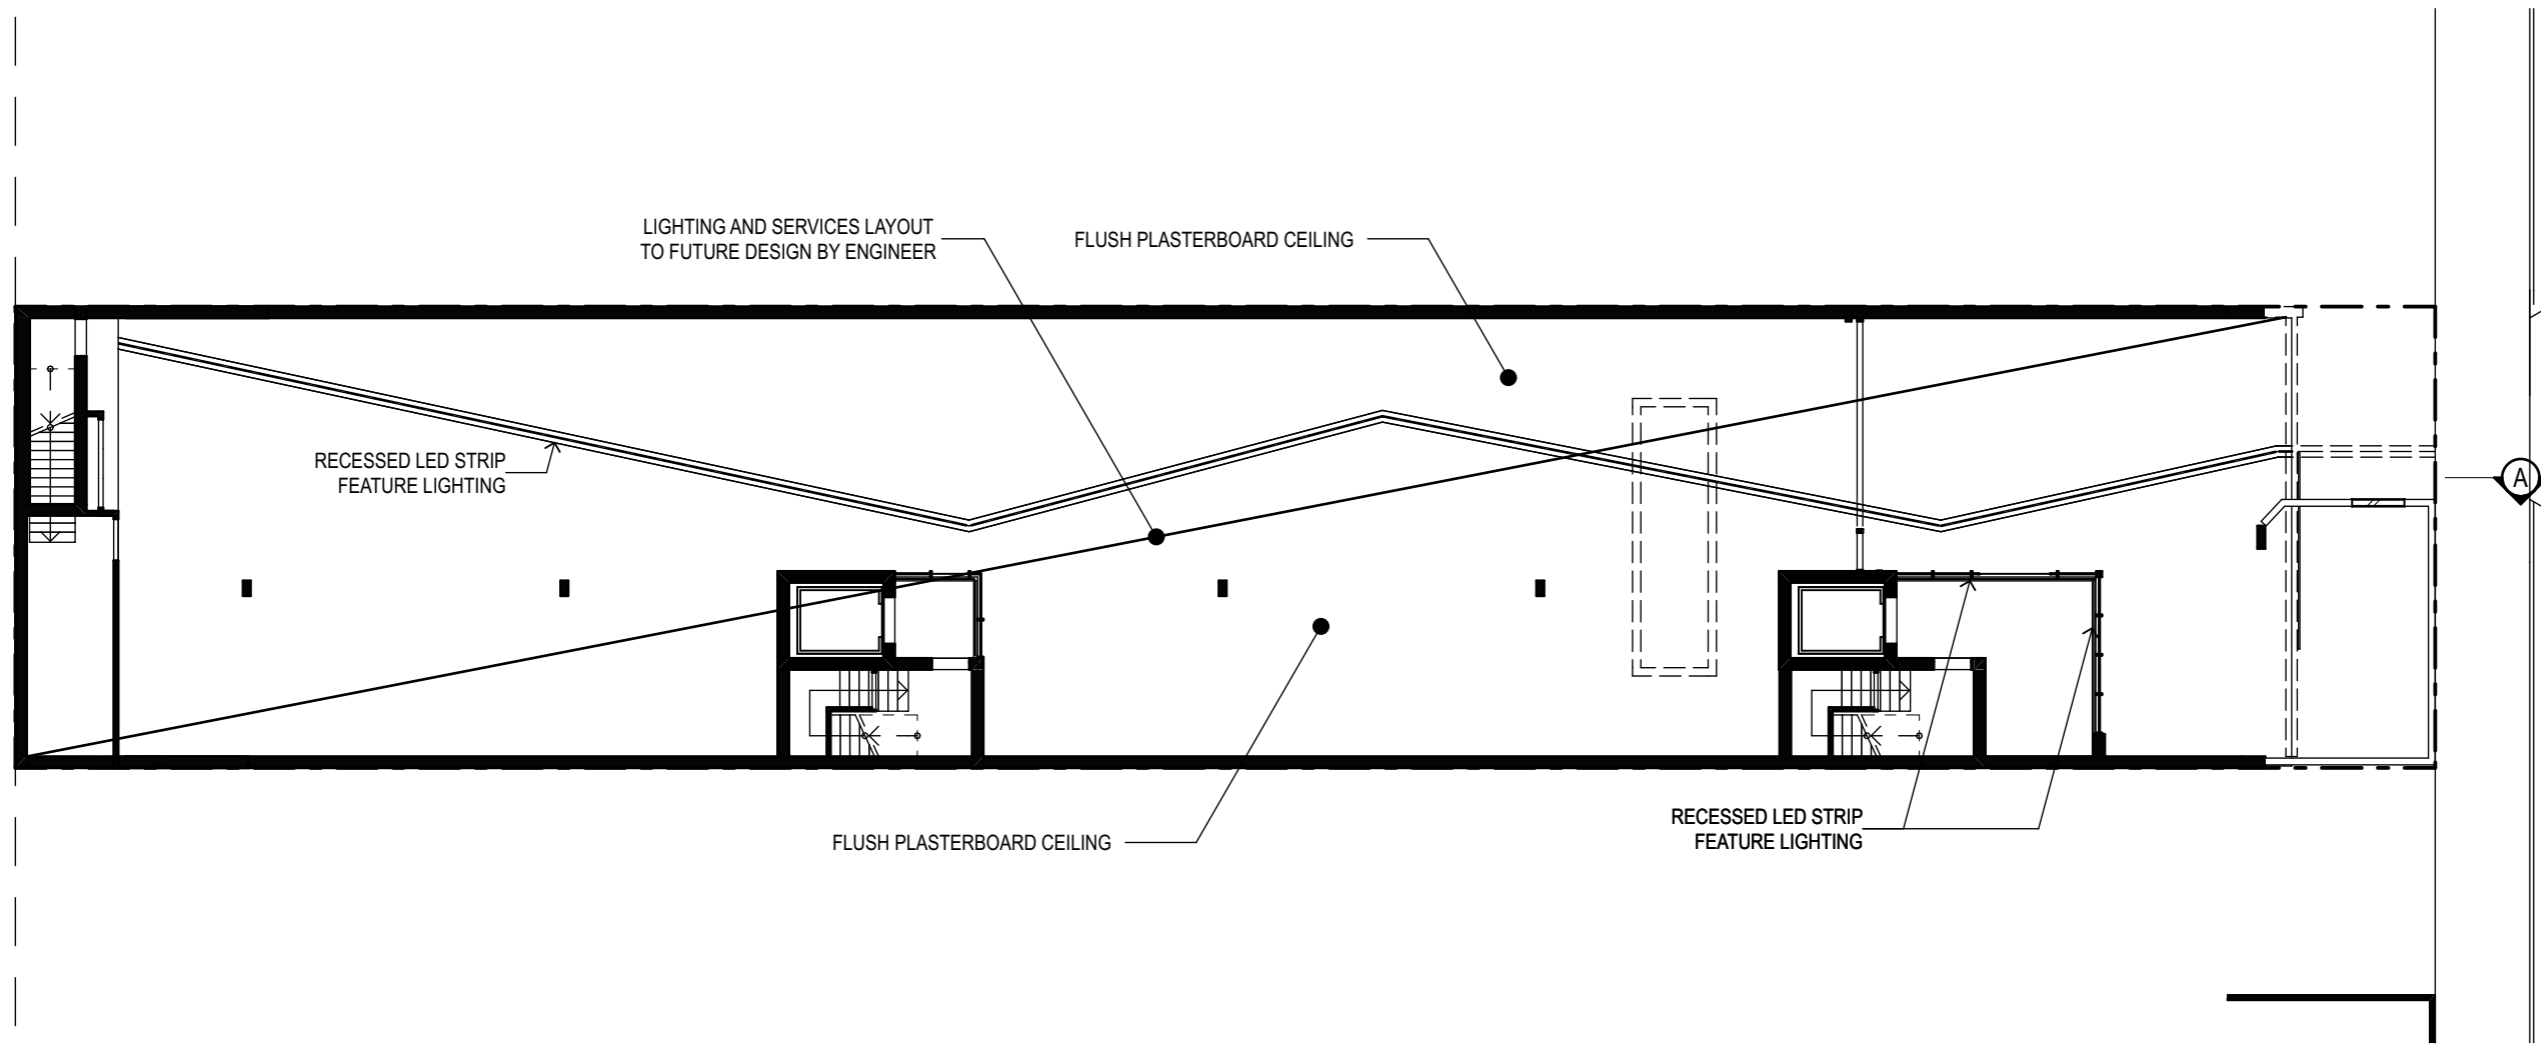 LIGHTING AND SERVICES LAYOUT
TO FUTURE DESIGN BY ENGINEER
FLUSH PLASTERBOARD CEILING
RECESSED LED STRIP
FEATURE LIGHTING
A
RECESSED LED STRIP
FEATURE LIGHTING
FLUSH PLASTERBOARD CEILING